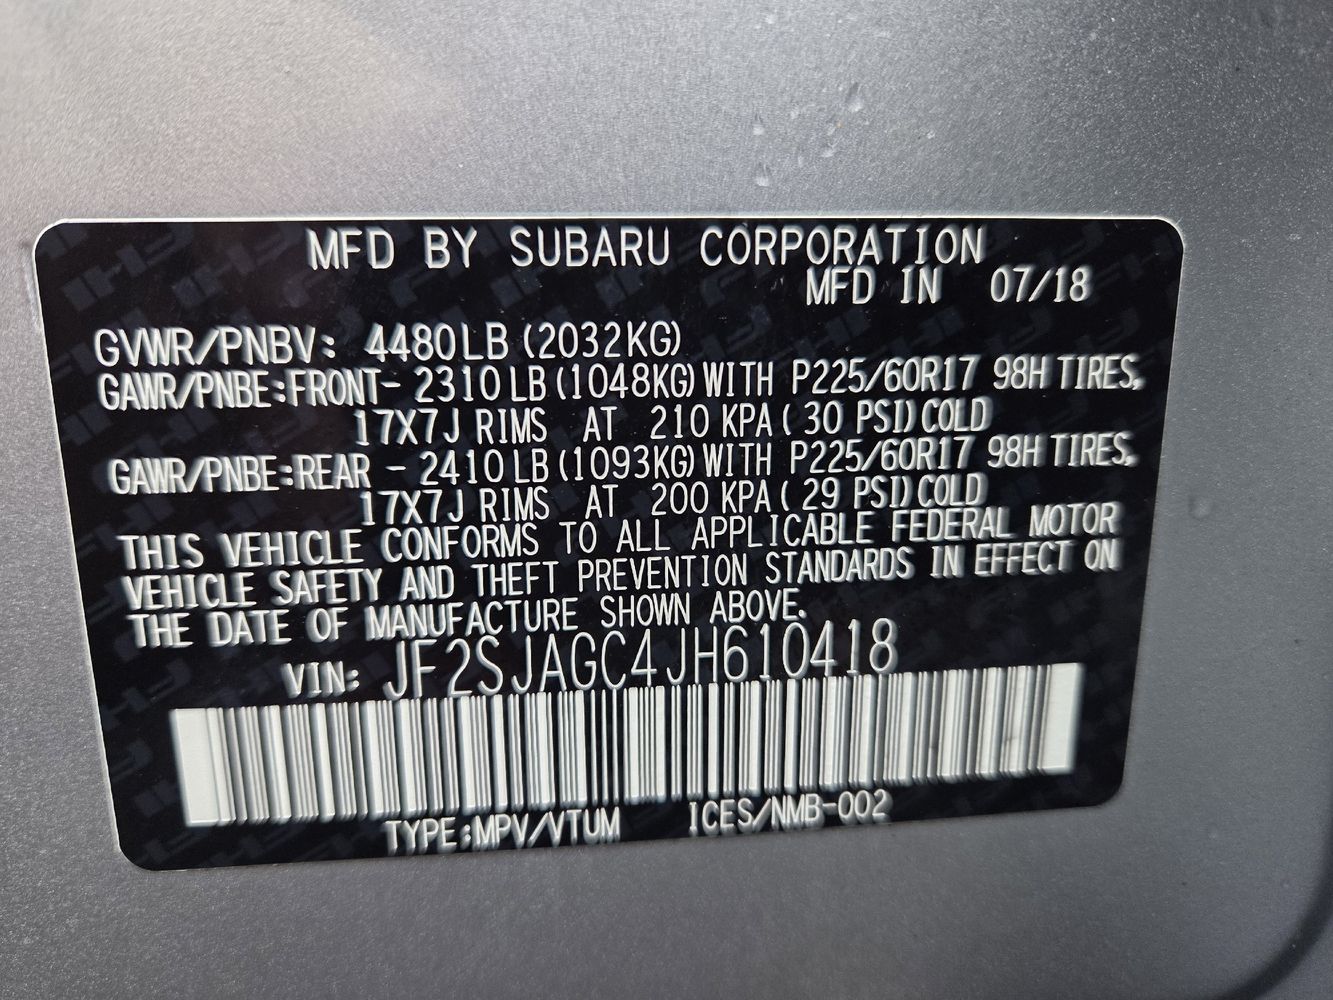 MFD BY SUBARU CORPORATION
MFD IN 07/18
GVWR/PNBV: 4480LB (2032KG)
GAWR/PNBE:FRONT- 2310LB (1048KG) WITH P225/60R17 98H TIRES,
17X7J RIMS AT 210 KPA ( 30 PSI) COLD
GAWR/PNBE:REAR - 2410LB (1093KG) WITH P225/60R17 98H TIRES,
17X7J RIMS AT 200 KPA ( 29 PSI) COLD
THIS VEHICLE CONFORMS TO ALL APPLICABLE FEDERAL MOTOR
VEHICLE SAFETY AND THEFT PREVENTION STANDARDS IN EFFECT ON
THE DATE OF MANUFACTURE SHOWN ABOVE.
VIN: JF2SJAGC4JH610418
TYPE:MPV/VTUM ICES/NMB-002